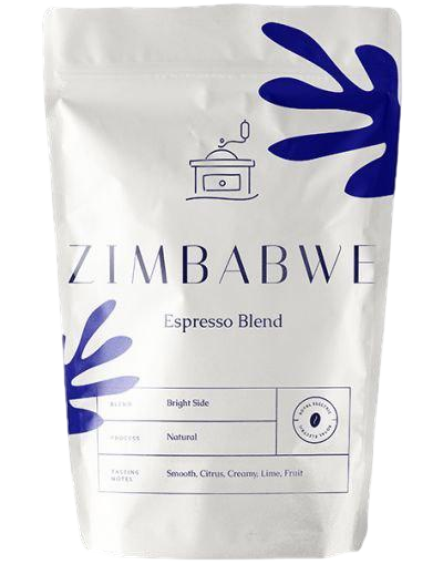 ZIMBABWE
Espresso Blend
BLEND
Bright Side
PROCESS
Natural
TASTING
NOTES
Smooth, Citrus, Creamy, Lime, Fruit